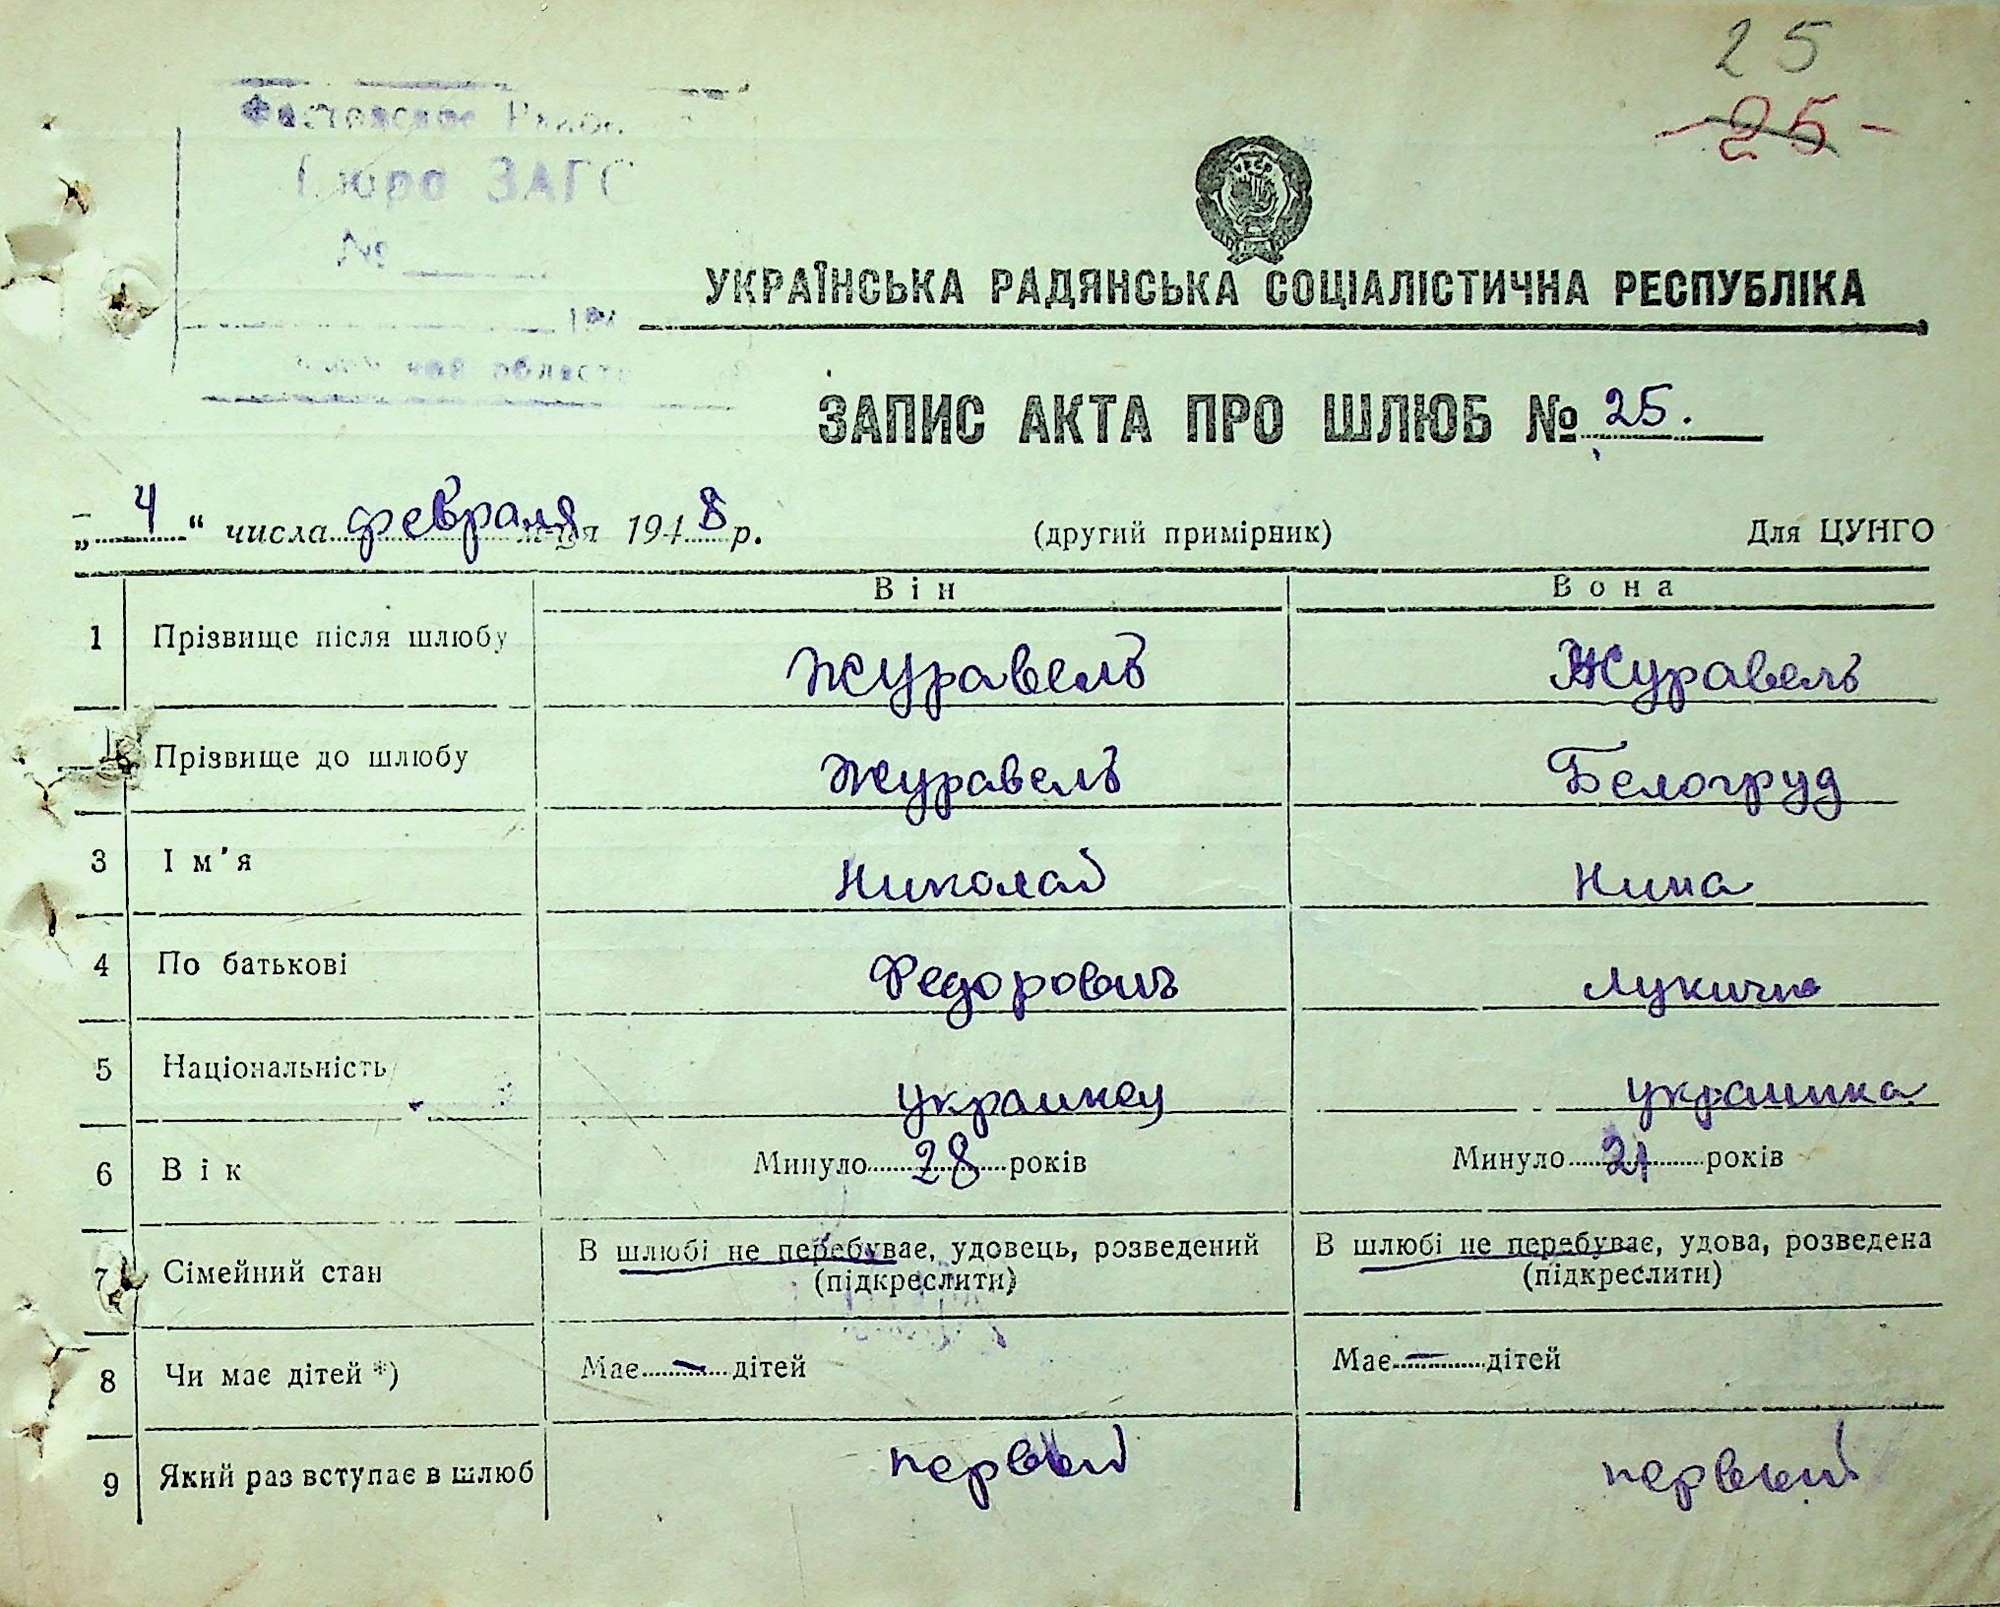 25
- 25 -
Бюро ЗАГС
№
области
УКРАЇНСЬКА РАДЯНСЬКА СОЦІАЛІСТИЧНА РЕСПУБЛІКА
ЗАПИС АКТА ПРО ШЛЮБ № 25.
„4“ числа февраля м-ця 1948 р. (другий примірник) Для ЦУНГО
Він Вона
1 Прізвище після шлюбу Журавель Журавель
Прізвище до шлюбу Журавель Белогруд
3 Ім'я Николай Нина
4 По батькові Федорович Лукична
5 Національність украинец украинка
6 Вік Минуло 28 років Минуло 21 років
7 Сімейний стан В шлюбі не перебуває, удовець, розведений В шлюбі не перебуває, удова, розведена
(підкреслити) (підкреслити)
8 Чи має дітей *) Має - дітей Має - дітей
9 Який раз вступає в шлюб первый первый